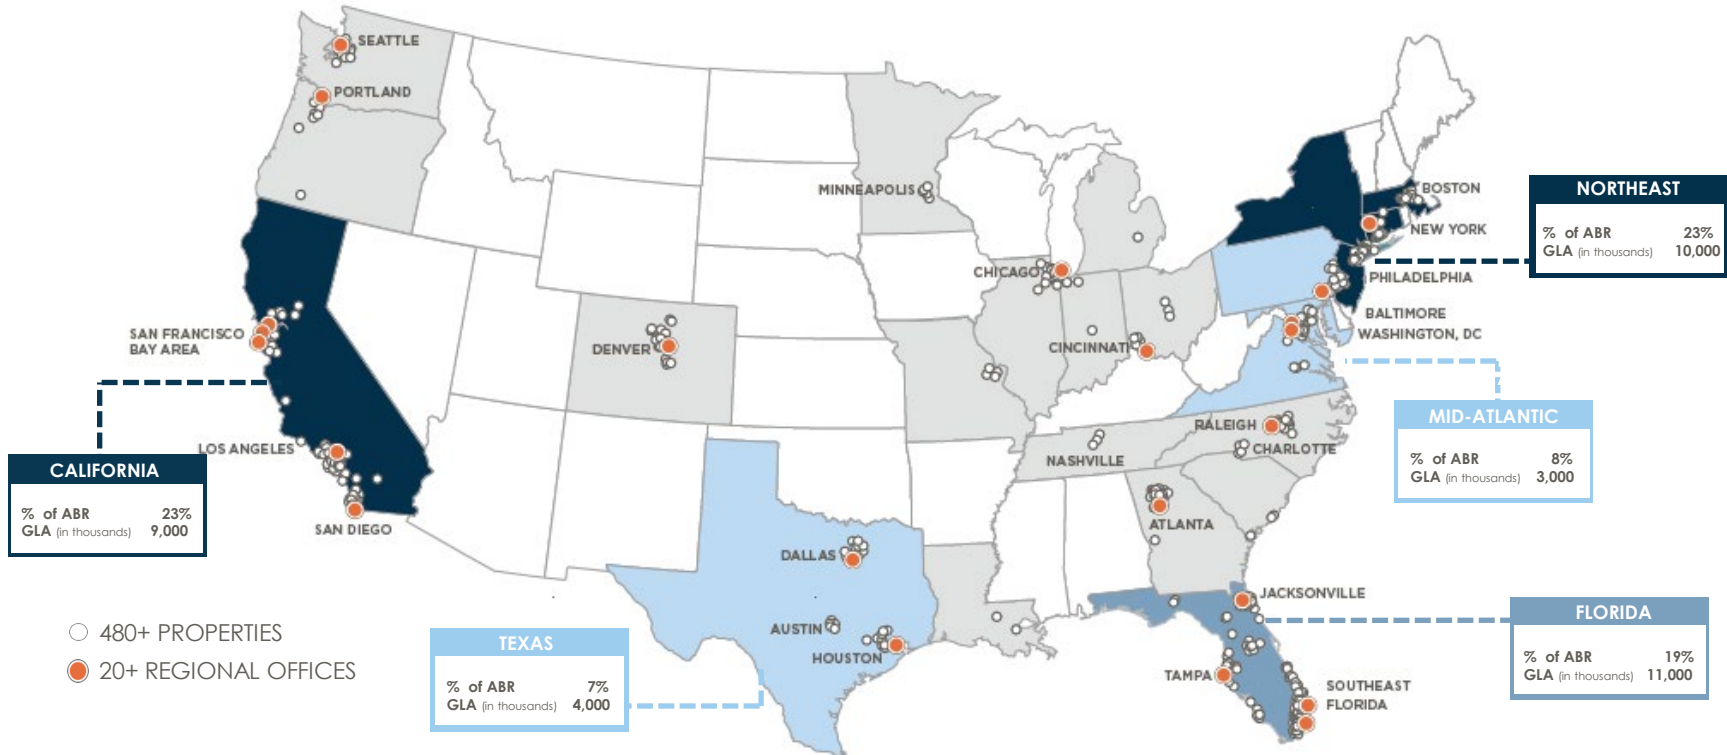 SEATTLE
PORTLAND
MINNEAPOLIS
BOSTON
NEW YORK
NORTHEAST
% of ABR 23%
GLA (in thousands) 10,000
CHICAGO
PHILADELPHIA
BALTIMORE
WASHINGTON, DC
SAN FRANCISCO
BAY AREA
DENVER
CINCINNATI
MID-ATLANTIC
% of ABR 8%
GLA (in thousands) 3,000
RALEIGH
CHARLOTTE
NASHVILLE
LOS ANGELES
CALIFORNIA
% of ABR 23%
GLA (in thousands) 9,000
SAN DIEGO
ATLANTA
DALLAS
JACKSONVILLE
AUSTIN
HOUSTON
480+ PROPERTIES
20+ REGIONAL OFFICES
TEXAS
% of ABR 7%
GLA (in thousands) 4,000
TAMPA
SOUTHEAST
FLORIDA
FLORIDA
% of ABR 19%
GLA (in thousands) 11,000